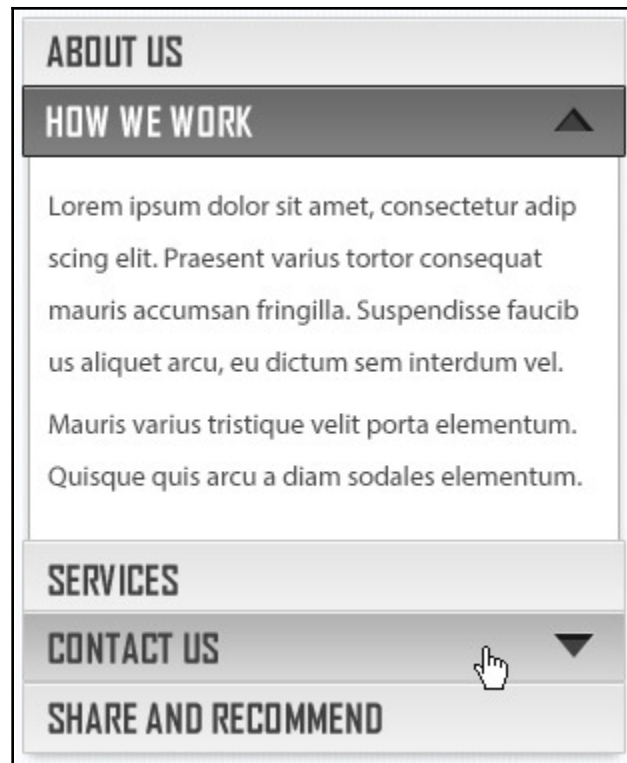 ABOUT US
HOW WE WORK
Lorem ipsum dolor sit amet, consectetur adip
scing elit. Praesent varius tortor consequat
mauris accumsan fringilla. Suspendisse faucib
us aliquet arcu, eu dictum sem interdum vel.
Mauris varius tristique velit porta elementum.
Quisque quis arcu a diam sodales elementum.
SERVICES
CONTACT US
SHARE AND RECOMMEND